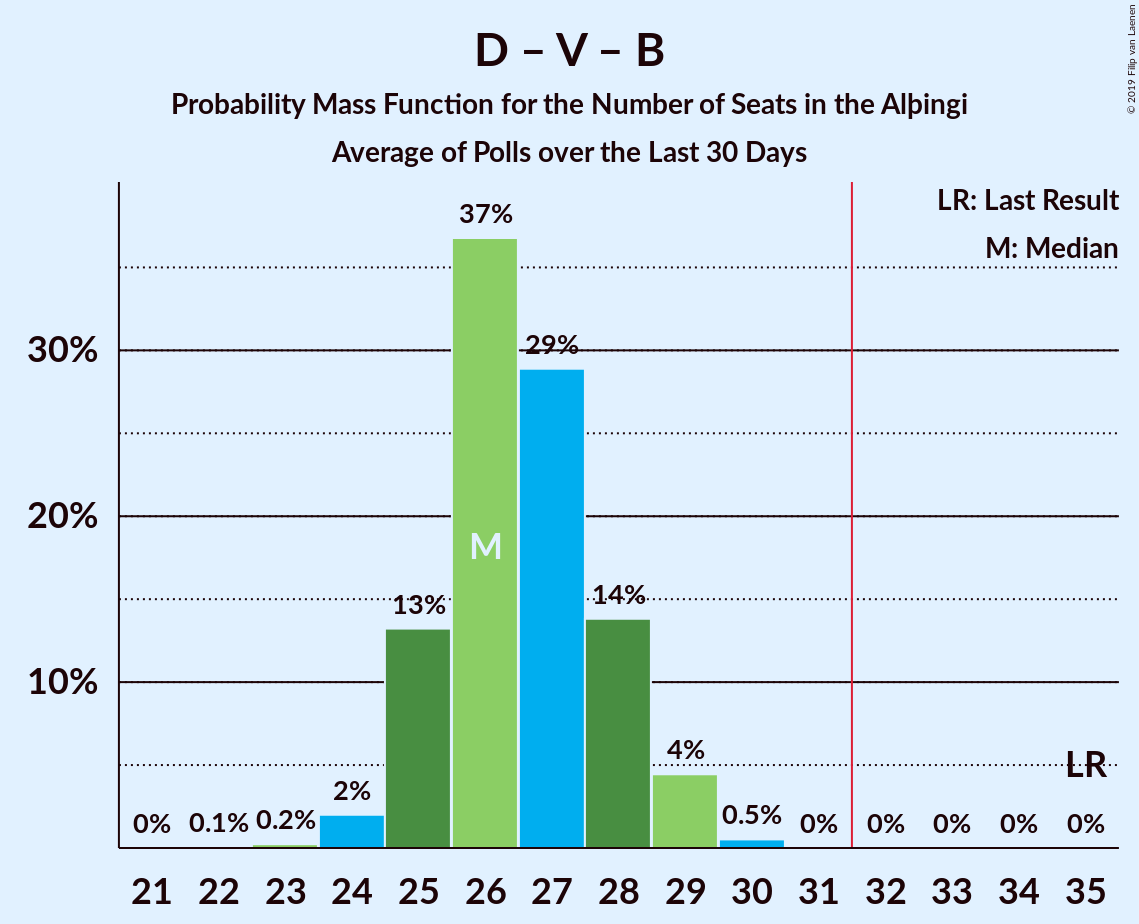 D – V – B
Probability Mass Function for the Number of Seats in the Alþingi
Average of Polls over the Last 30 Days
© 2019 Filip van Laenen
LR: Last Result
M: Median
37%
30%
29%
20%
M
14%
13%
10%
4%
LR
2%
0% 0.1% 0.2% 0.5% 0% 0% 0% 0% 0%
21 22 23 24 25 26 27 28 29 30 31 32 33 34 35